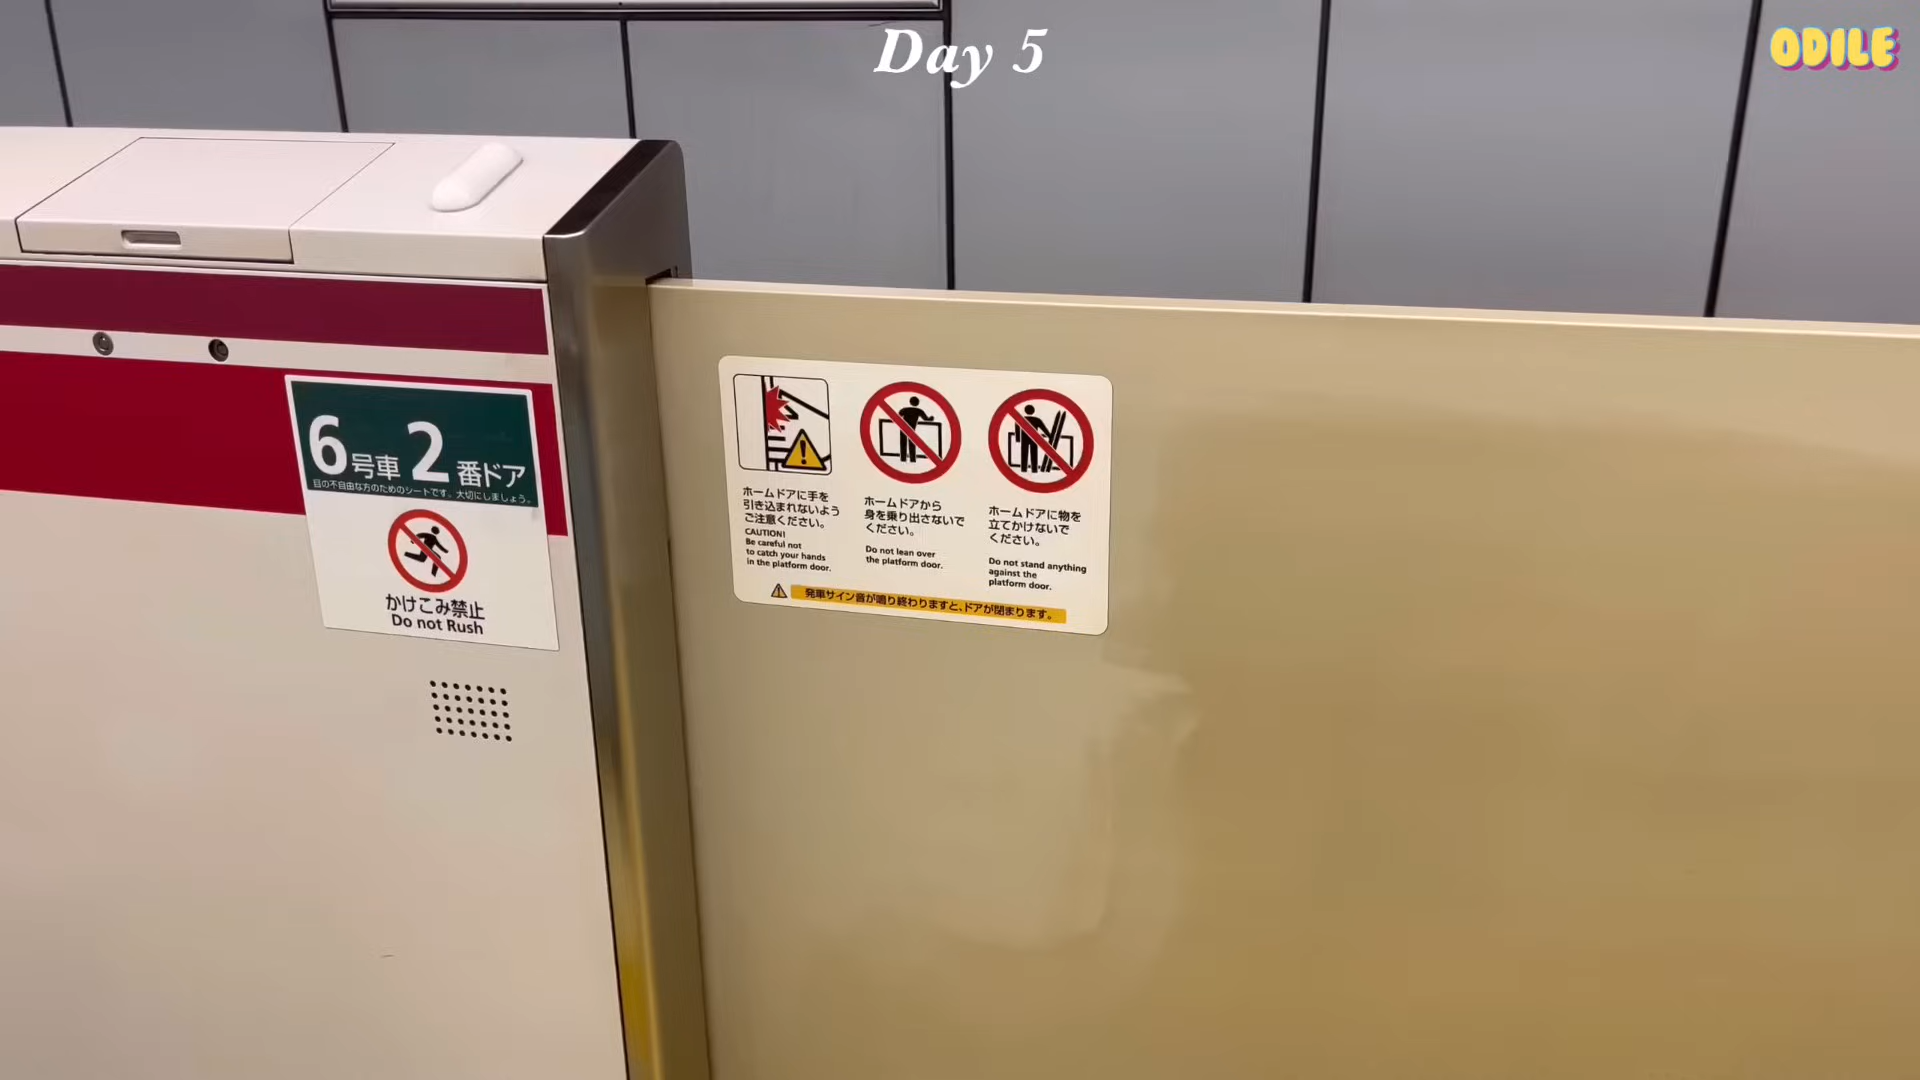 Day 5
ODILE
6号車 2番ドア
目の不自由な方のためのシートです。大切にしましょう。
かけこみ禁止
Do not Rush
ホームドアに手を
引き込まれないよう
ご注意ください。
CAUTION!
Be careful not
to catch your hands
in the platform door.
ホームドアから
身を乗り出さないで
ください。
Do not lean over
the platform door.
ホームドアに物を
立てかけないで
ください。
Do not stand anything
against the
platform door.
発車サイン音が鳴り終わりますと、ドアが閉まります。